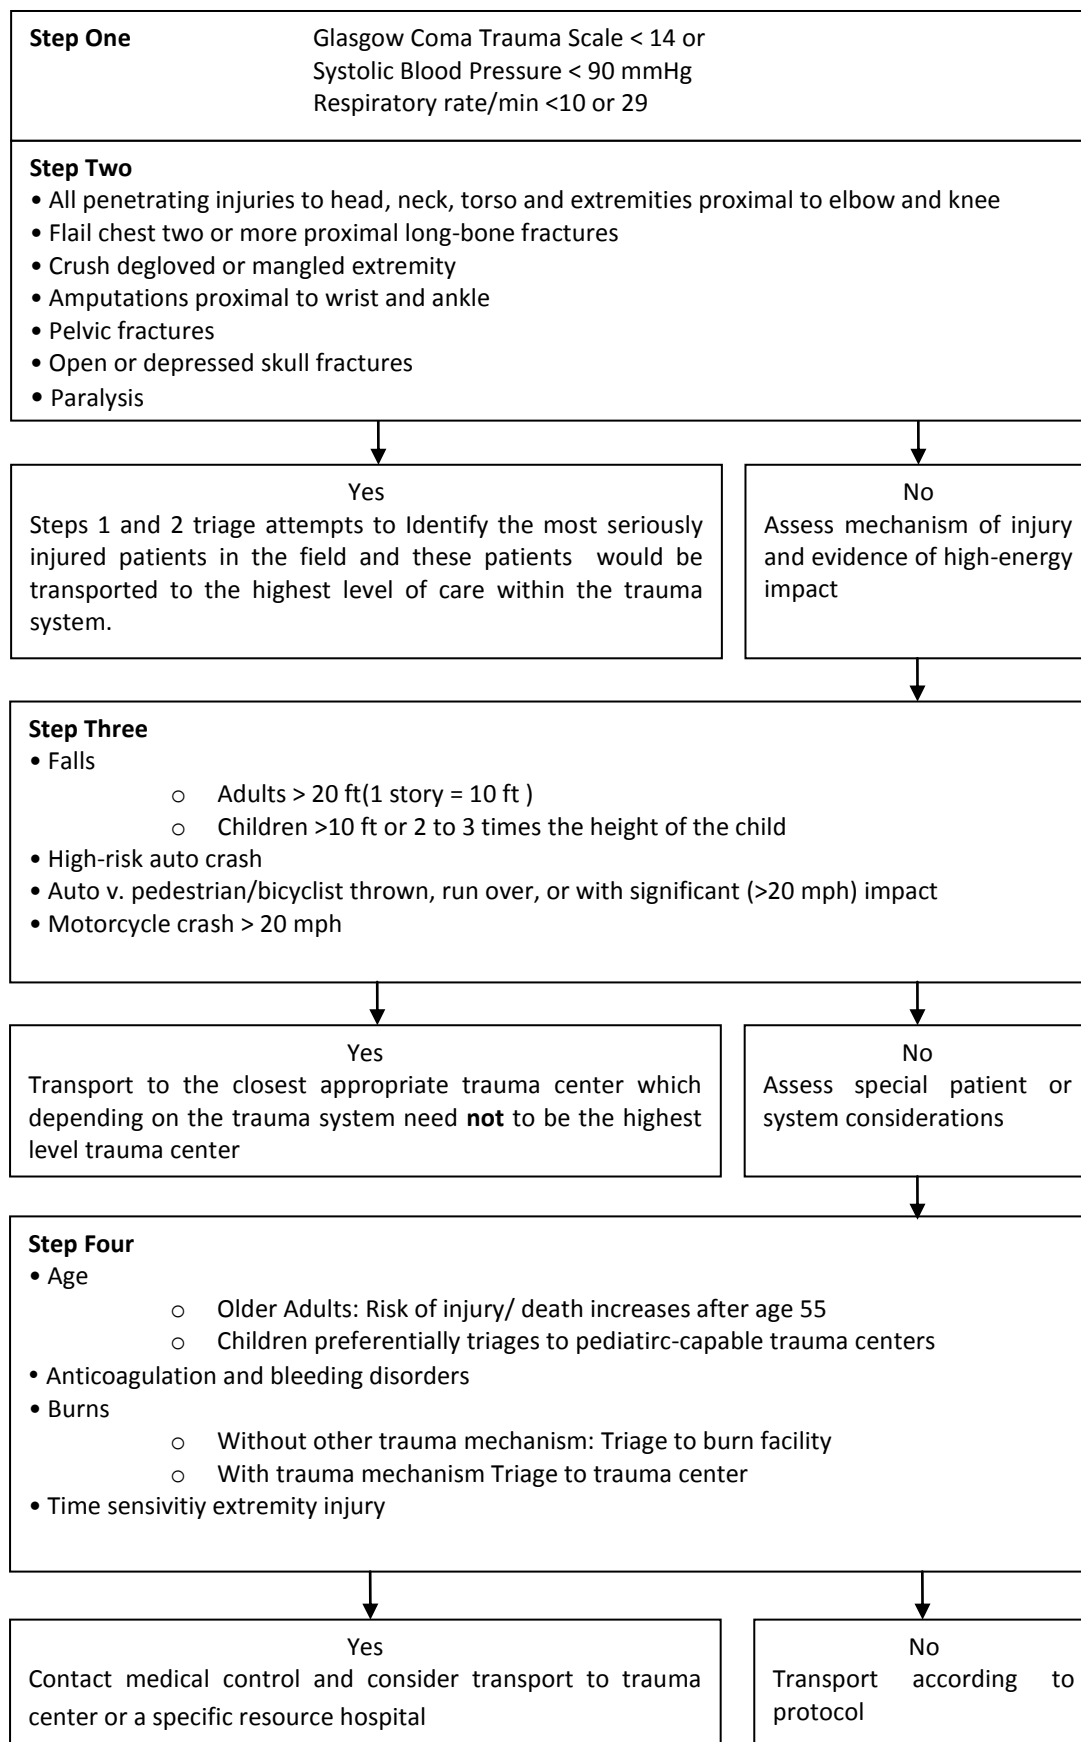 Step One Glasgow Coma Trauma Scale < 14 or
Systolic Blood Pressure < 90 mmHg
Respiratory rate/min <10 or 29
Step Two
• All penetrating injuries to head, neck, torso and extremities proximal to elbow and knee
• Flail chest two or more proximal long-bone fractures
• Crush degloved or mangled extremity
• Amputations proximal to wrist and ankle
• Pelvic fractures
• Open or depressed skull fractures
• Paralysis
Yes
Steps 1 and 2 triage attempts to Identify the most seriously
injured patients in the field and these patients would be
transported to the highest level of care within the trauma
system.
No
Assess mechanism of injury
and evidence of high-energy
impact
Step Three
• Falls
o Adults > 20 ft(1 story = 10 ft )
o Children >10 ft or 2 to 3 times the height of the child
• High-risk auto crash
• Auto v. pedestrian/bicyclist thrown, run over, or with significant (>20 mph) impact
• Motorcycle crash > 20 mph
Yes
Transport to the closest appropriate trauma center which
depending on the trauma system need not to be the highest
level trauma center
No
Assess special patient or
system considerations
Step Four
• Age
o Older Adults: Risk of injury/ death increases after age 55
o Children preferentially triages to pediatirc-capable trauma centers
• Anticoagulation and bleeding disorders
• Burns
o Without other trauma mechanism: Triage to burn facility
o With trauma mechanism Triage to trauma center
• Time sensitivitiy extremity injury
Yes
Contact medical control and consider transport to trauma
center or a specific resource hospital
No
Transport according to
protocol